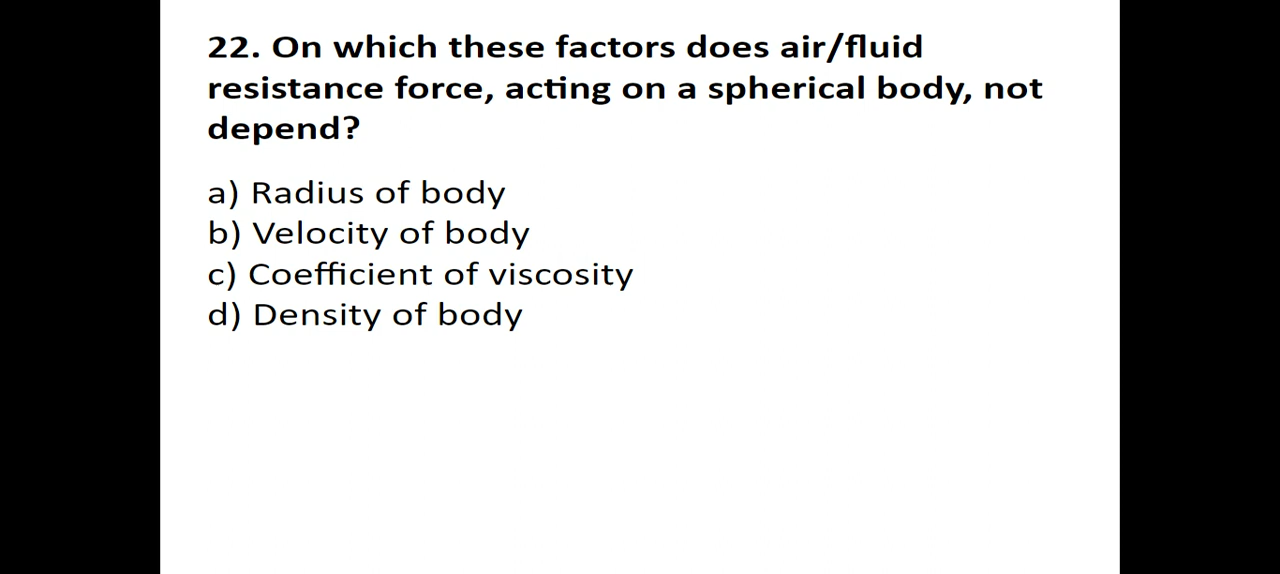 22. On which these factors does air/fluid
resistance force, acting on a spherical body, not
depend?
a) Radius of body
b) Velocity of body
c) Coefficient of viscosity
d) Density of body